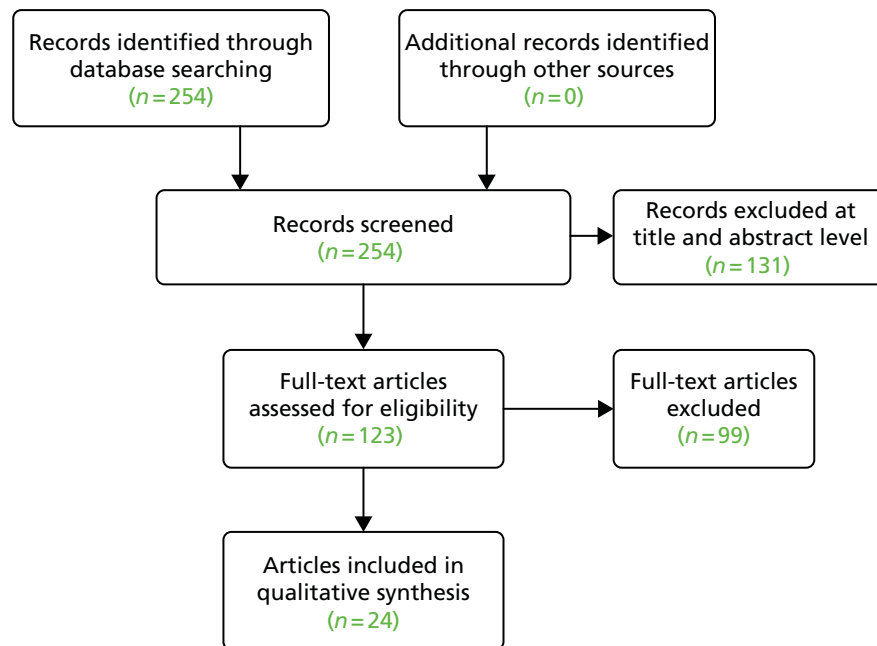 Records identified through
database searching
(n=254)
Additional records identified
through other sources
(n=0)
Records screened
(n=254)
Records excluded at
title and abstract level
(n=131)
Full-text articles
assessed for eligibility
(n=123)
Full-text articles
excluded
(n=99)
Articles included in
qualitative synthesis
(n=24)